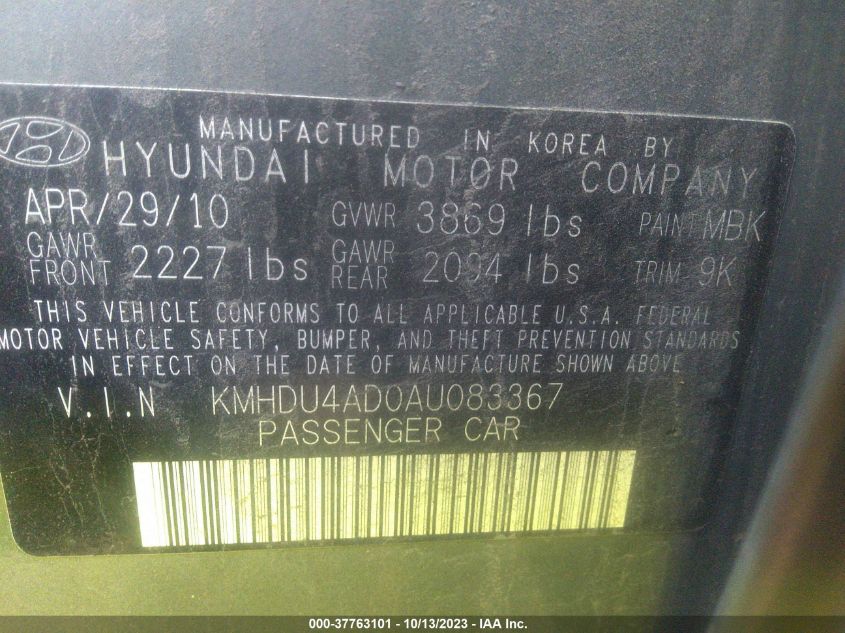 MANUFACTURED IN KOREA BY
HYUNDAI MOTOR COMPANY
APR/29/10 GVWR 3869 lbs PAINT MBK
GAWR FRONT 2227 lbs GAWR REAR 2094 lbs TRIM 9K
THIS VEHICLE CONFORMS TO ALL APPLICABLE U.S.A. FEDERAL
MOTOR VEHICLE SAFETY, BUMPER, AND THEFT PREVENTION STANDARDS
IN EFFECT ON THE DATE OF MANUFACTURE SHOWN ABOVE
V.I.N KMHDU4AD0AU083367
PASSENGER CAR
000-37763101 - 10/13/2023 - IAA Inc.